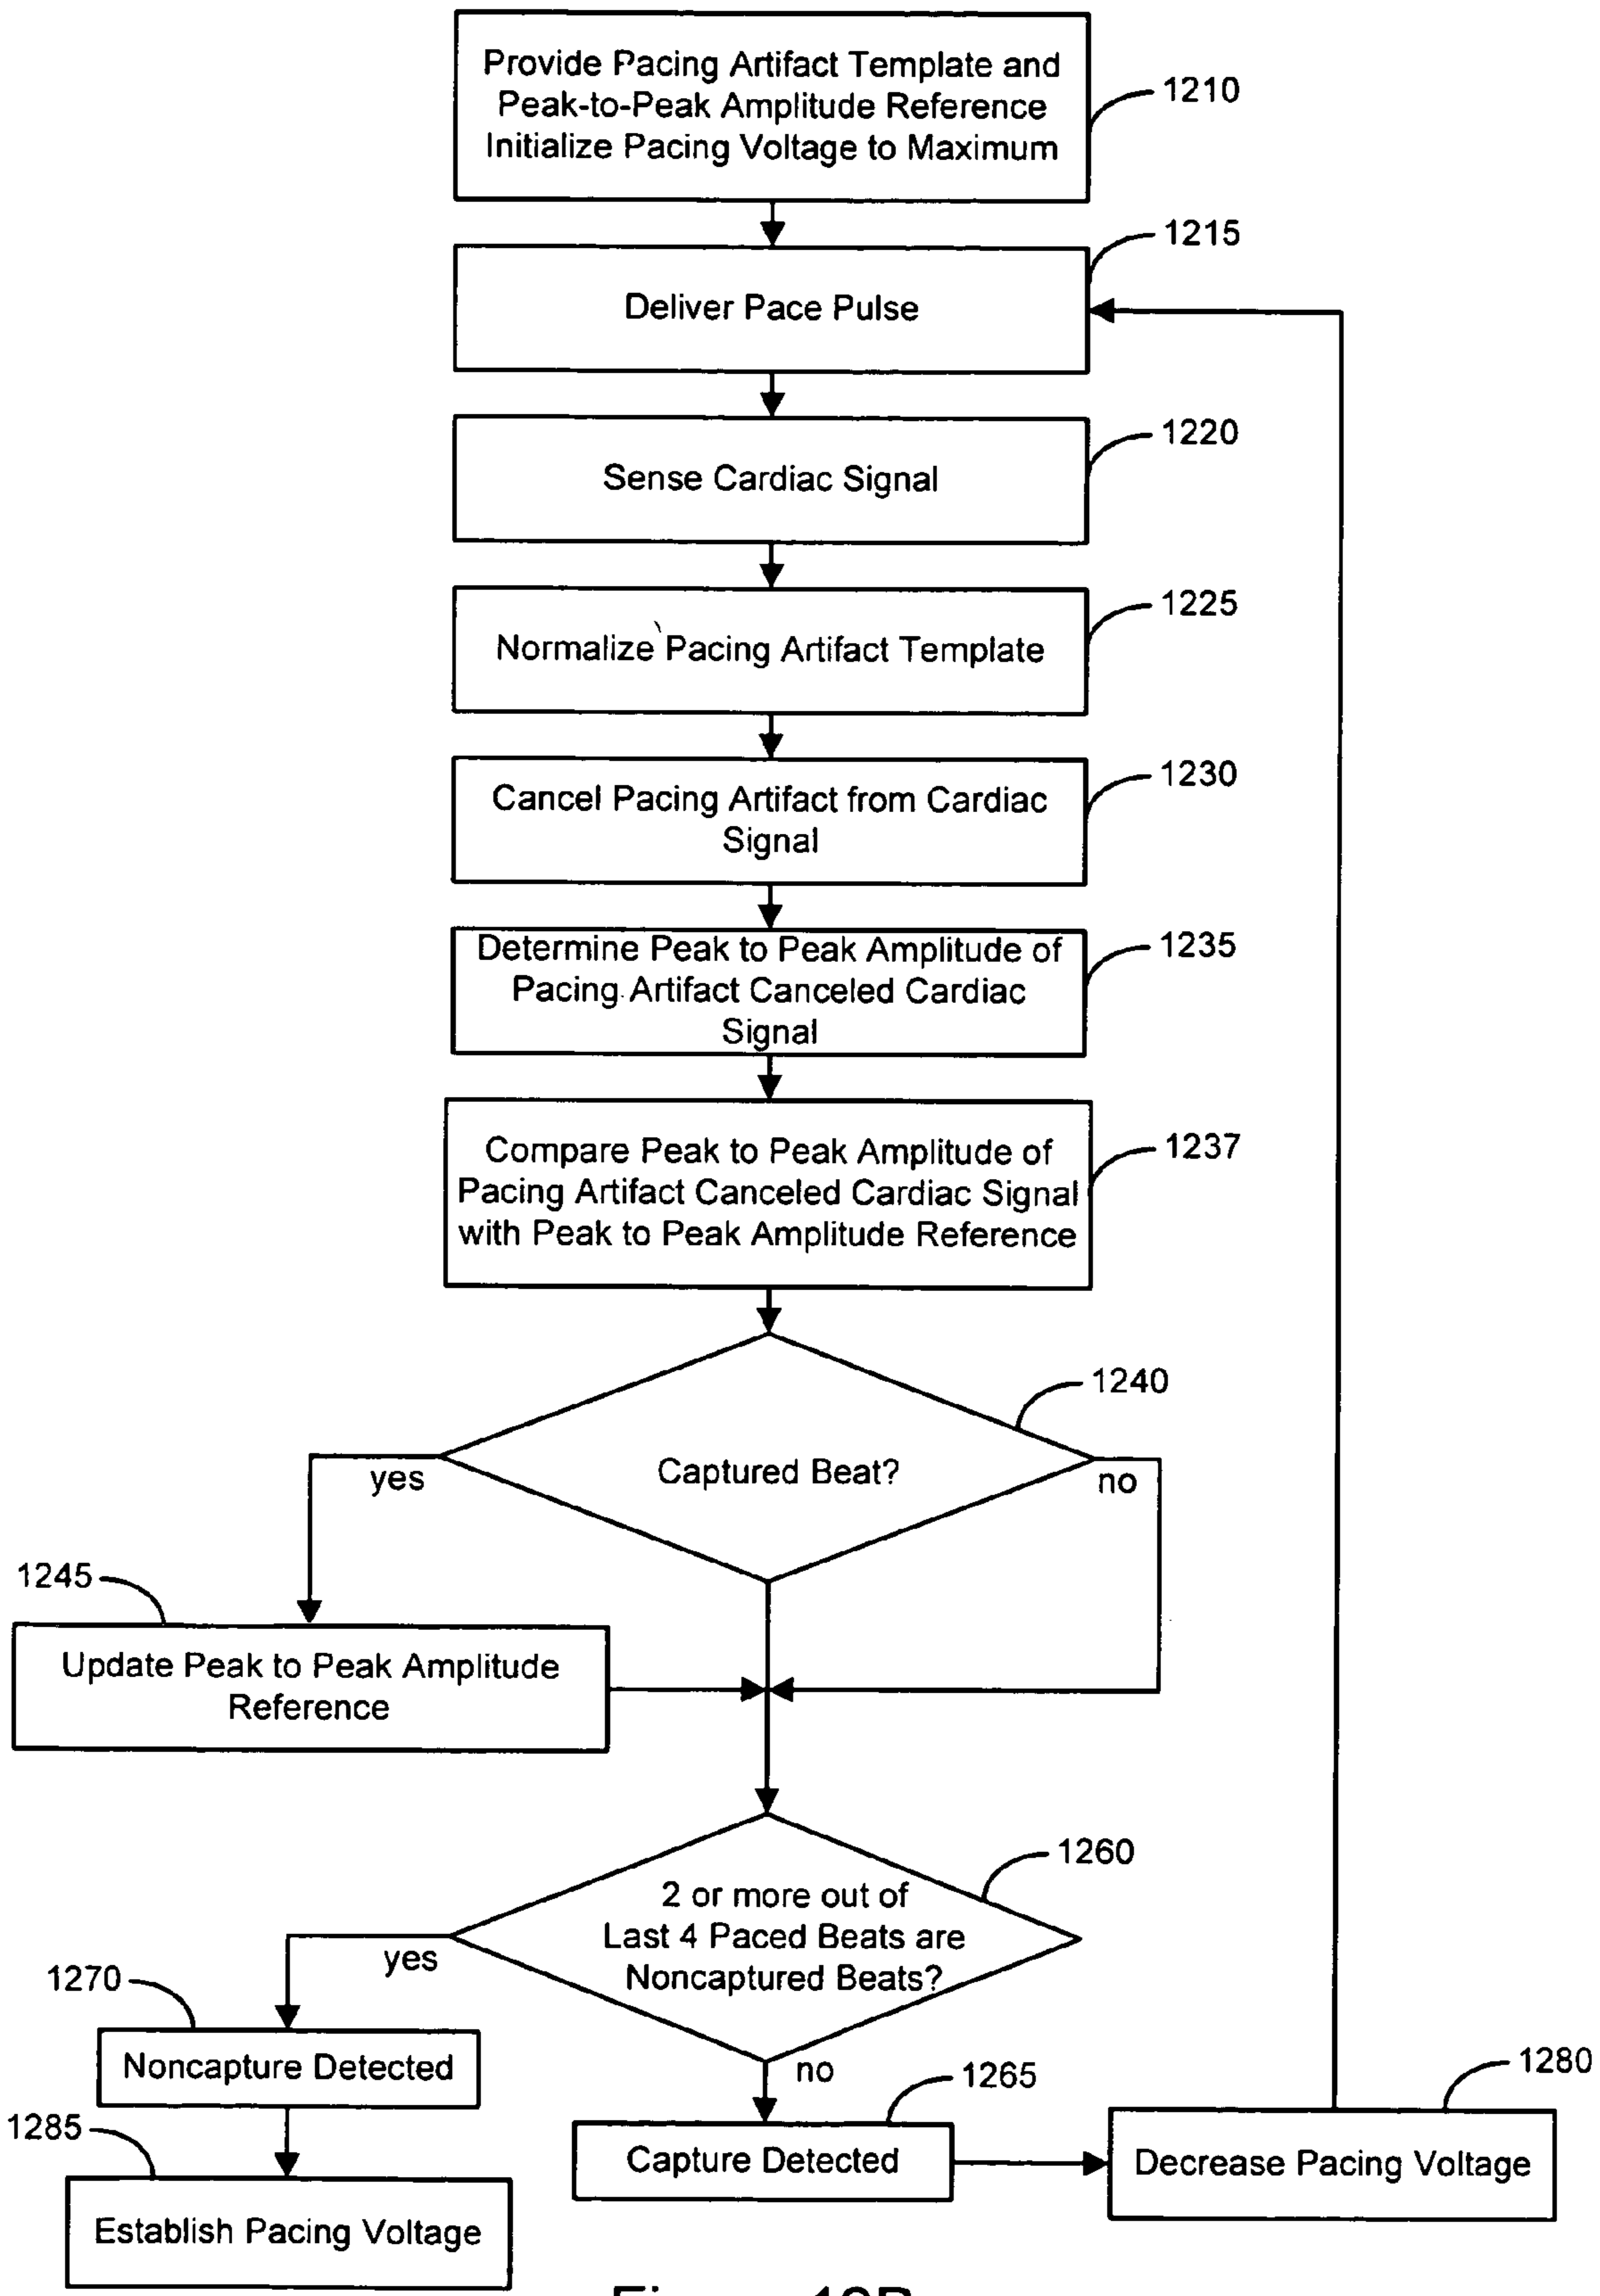 Provide Pacing Artifact Template and
Peak-to-Peak Amplitude Reference
Initialize Pacing Voltage to Maximum
1210
1215
Deliver Pace Pulse
1220
Sense Cardiac Signal
1225
Normalize Pacing Artifact Template
1230
Cancel Pacing Artifact from Cardiac
Signal
1235
Determine Peak to Peak Amplitude of
Pacing Artifact Canceled Cardiac
Signal
1237
Compare Peak to Peak Amplitude of
Pacing Artifact Canceled Cardiac Signal
with Peak to Peak Amplitude Reference
1240
Captured Beat?
yes
no
1245
Update Peak to Peak Amplitude
Reference
1260
2 or more out of
Last 4 Paced Beats are
Noncaptured Beats?
yes
no
1270
Noncapture Detected
1265
Capture Detected
1280
Decrease Pacing Voltage
1285
Establish Pacing Voltage